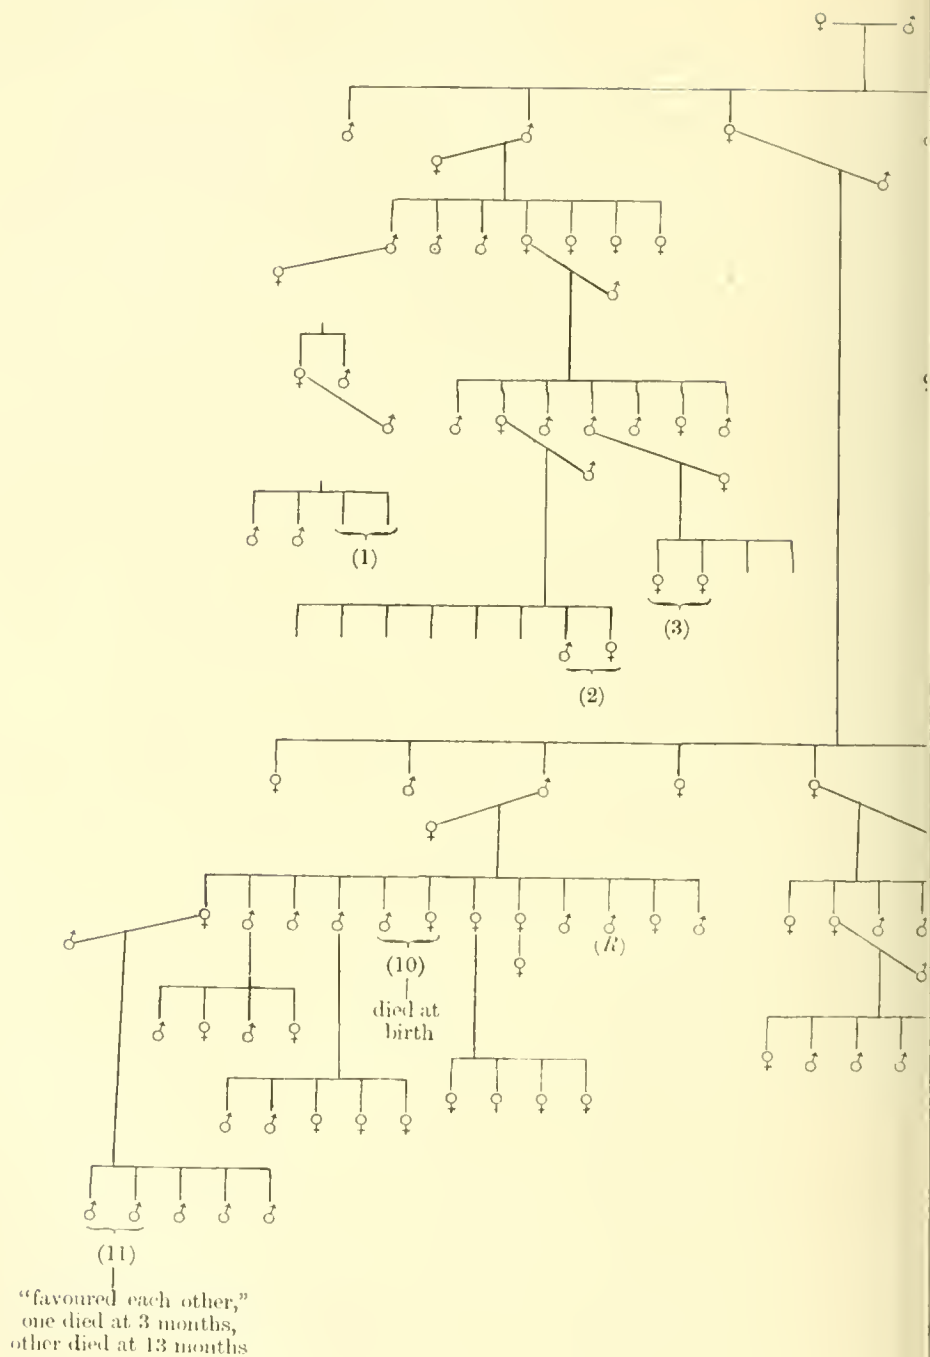 (1)
(3)
(2)
(R)
(10)
died at
birth
(11)
“favoured each other,”
one died at 3 months,
other died at 13 months